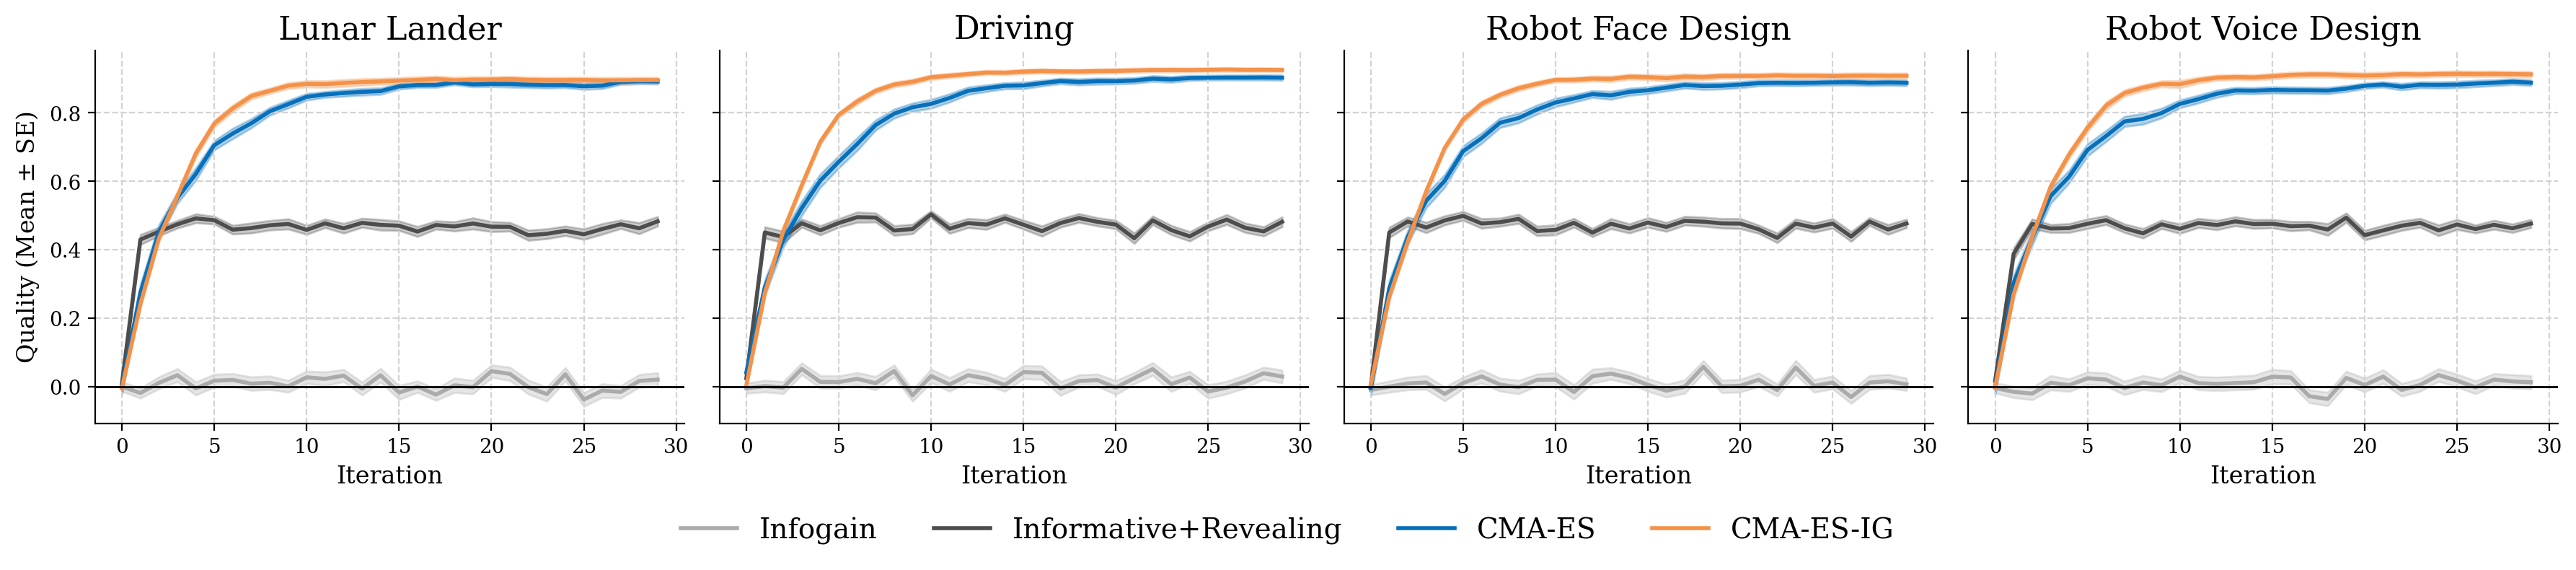 Lunar Lander
Driving
Robot Face Design
Robot Voice Design
Quality (Mean ± SE)
0.8
0.6
0.4
0.2
0.0
0 5 10 15 20 25 30
0 5 10 15 20 25 30
0 5 10 15 20 25 30
0 5 10 15 20 25 30
Iteration
Iteration
Iteration
Iteration
Infogain
Informative+Revealing
CMA-ES
CMA-ES-IG